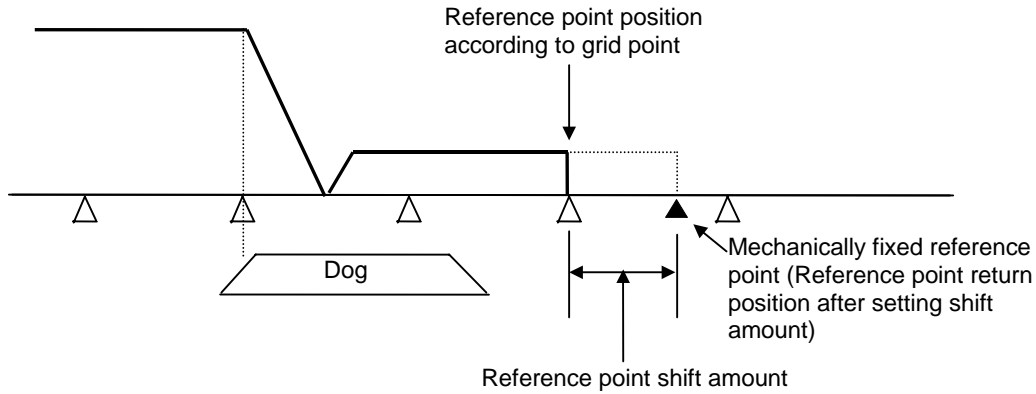 Reference point position
according to grid point
Dog
Mechanically fixed reference
point (Reference point return
position after setting shift
amount)
Reference point shift amount